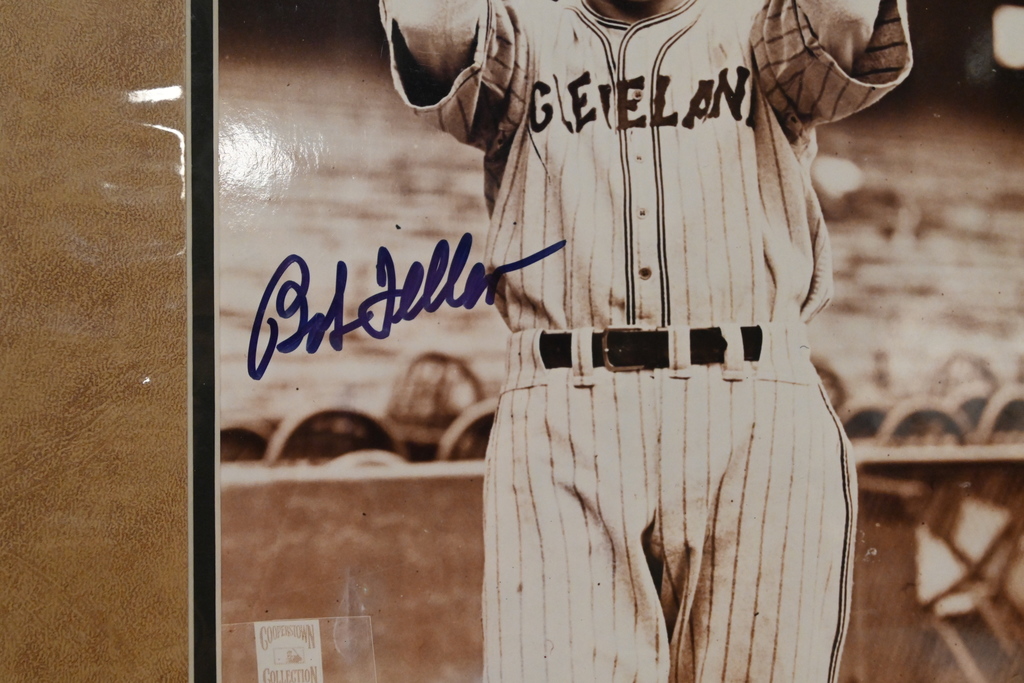 CLEVELAND
Bob Feller
COOPERSTOWN
COLLECTION